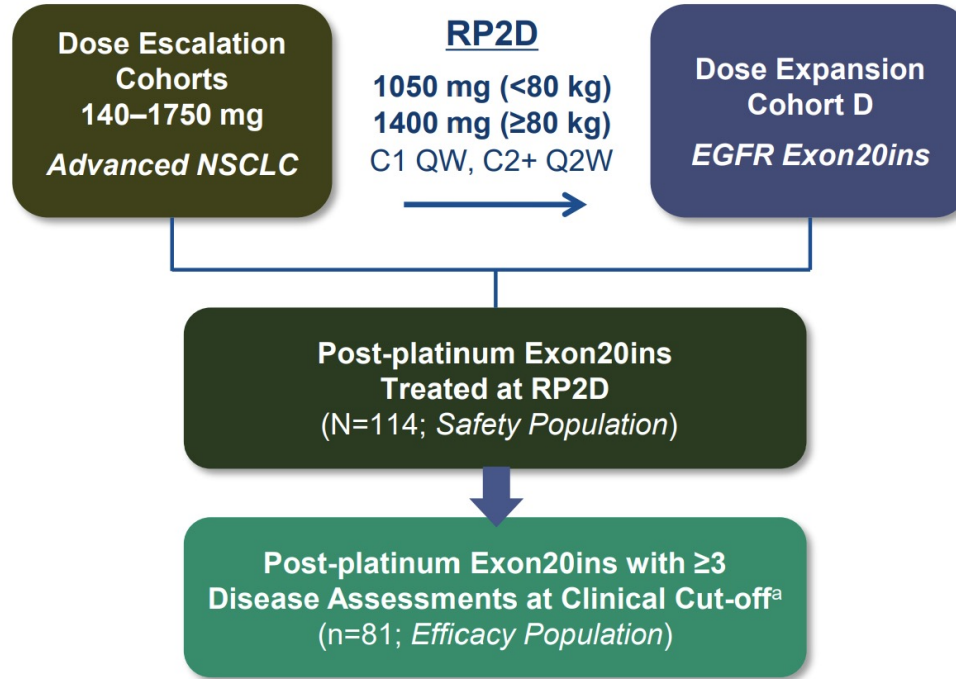 Dose Escalation
Cohorts
140–1750 mg
Advanced NSCLC
RP2D
1050 mg (<80 kg)
1400 mg (≥80 kg)
C1 QW, C2+ Q2W
Dose Expansion
Cohort D
EGFR Exon20ins
Post-platinum Exon20ins
Treated at RP2D
(N=114; Safety Population)
Post-platinum Exon20ins with ≥3
Disease Assessments at Clinical Cut-offᵃ
(n=81; Efficacy Population)